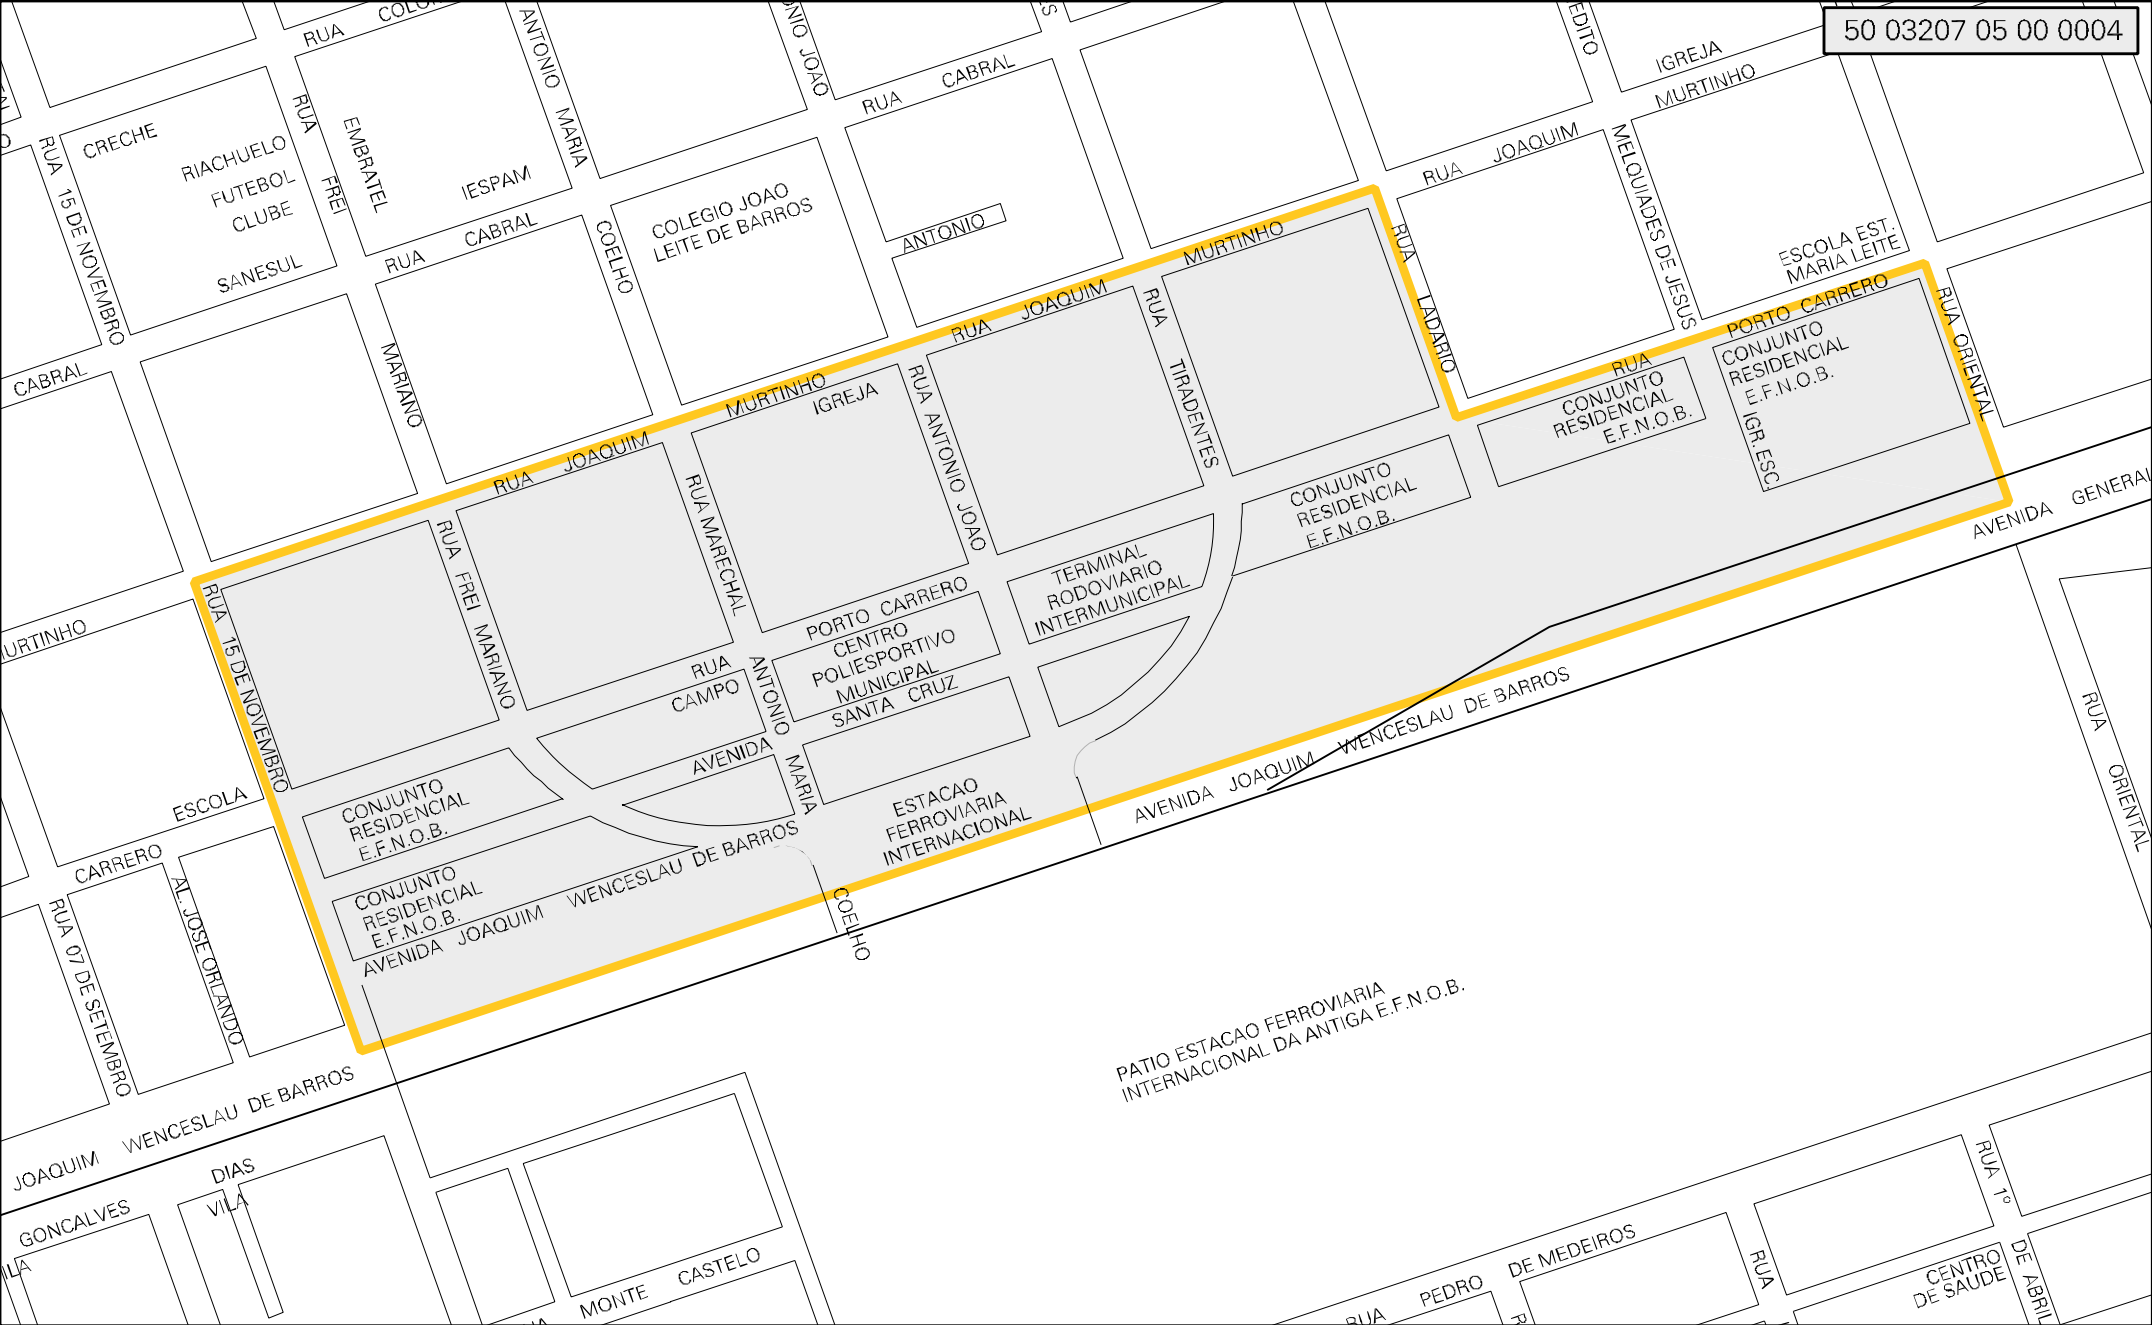 50 03207 05 00 0004
RUA
ANTONIO MARIA
JOAO
RUA CABRAL
IGREJA
MURTINHO
RUA JOAQUIM
CRECHE
RIACHUELO
FUTEBOL
CLUBE
SANESUL
RUA FREI
EMBRATEL
IESPAM
RUA CABRAL
COLEGIO JOAO
LEITE DE BARROS
ANTONIO
RUA 15 DE NOVEMBRO
MELQUIADES DE JESUS
ESCOLA EST.
MARIA LEITE
COELHO
MARIANO
CABRAL
RUA LADARIO
RUA ORIENTAL
RUA JOAQUIM MURTINHO
RUA JOAQUIM MURTINHO
IGREJA
RUA PORTO CARRERO
CONJUNTO
RESIDENCIAL
E.F.N.O.B.
IGR. ESC.
CONJUNTO
RESIDENCIAL
E.F.N.O.B.
RUA TIRADENTES
RUA ANTONIO JOAO
RUA MARECHAL
RUA FREI MARIANO
RUA 15 DE NOVEMBRO
CONJUNTO
RESIDENCIAL
E.F.N.O.B.
TERMINAL
RODOVIARIO
INTERMUNICIPAL
RUA PORTO CARRERO
CENTRO
POLIESPORTIVO
MUNICIPAL
CAMPO
AVENIDA SANTA CRUZ
ANTONIO MARIA
COELHO
ESTACAO
FERROVIARIA
INTERNACIONAL
CONJUNTO
RESIDENCIAL
E.F.N.O.B.
CONJUNTO
RESIDENCIAL
E.F.N.O.B.
AVENIDA JOAQUIM WENCESLAU DE BARROS
AVENIDA JOAQUIM WENCESLAU DE BARROS
AVENIDA GENERAL
RUA ORIENTAL
ESCOLA
CARRERO
AL. JOSE ORLANDO
RUA 07 DE SETEMBRO
JOAQUIM WENCESLAU DE BARROS
PATIO ESTACAO FERROVIARIA
INTERNACIONAL DA ANTIGA E.F.N.O.B.
GONCALVES DIAS
VILA
MONTE CASTELO
RUA PEDRO DE MEDEIROS
RUA
RUA 1º DE ABRIL
CENTRO
DE SAUDE